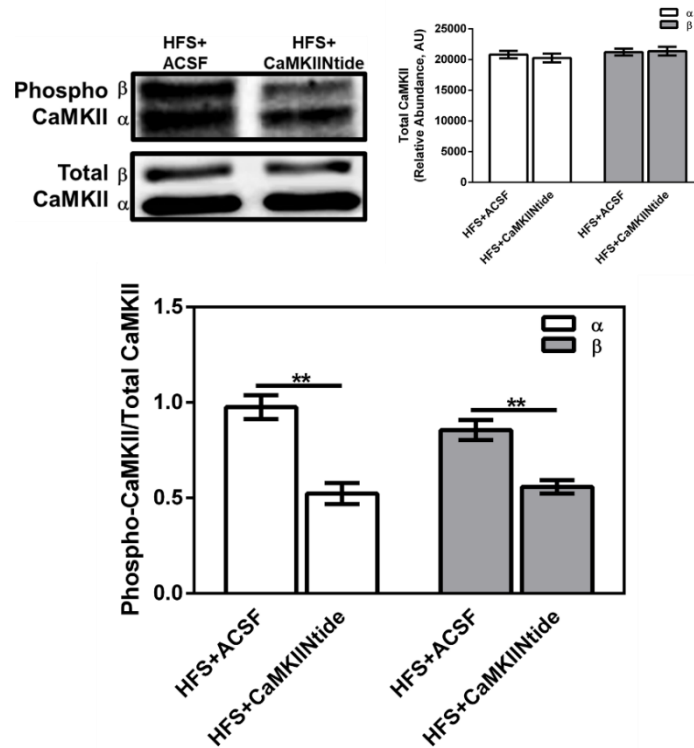 HFS+ HFS+
ACSF CaMKIINtide
Phospho β
CaMKII α
Total β
CaMKII α
α
β
Total CaMKII
(Relative Abundance, AU)
25000
20000
15000
10000
5000
0
HFS+ACSF
HFS+CaMKIINtide
HFS+ACSF
HFS+CaMKIINtide
Phospho-CaMKII/Total CaMKII
1.5
1.0
0.5
0.0
α
β
**
**
HFS+ACSF
HFS+CaMKIINtide
HFS+ACSF
HFS+CaMKIINtide